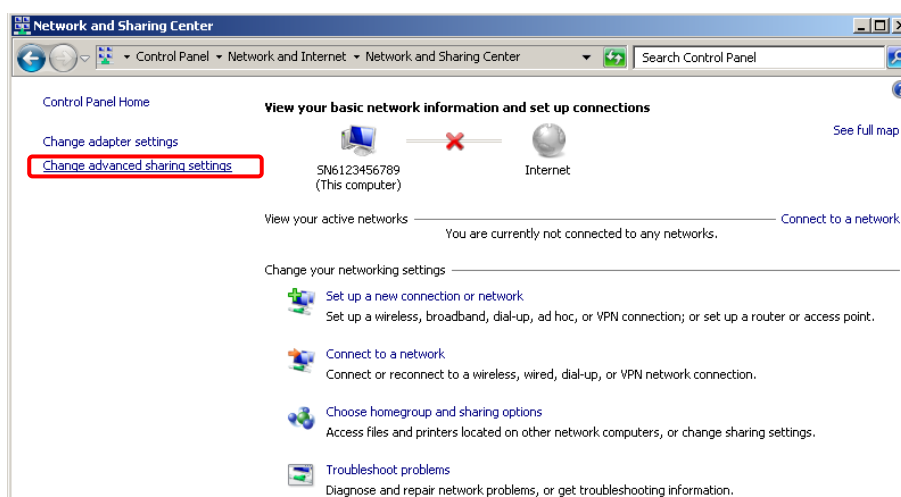 Network and Sharing Center
Control Panel Network and Internet Network and Sharing Center
Search Control Panel
Control Panel Home
Change adapter settings
Change advanced sharing settings
View your basic network information and set up connections
See full map
SN6123456789
(This computer)
Internet
View your active networks
Connect to a network
You are currently not connected to any networks.
Change your networking settings
Set up a new connection or network
Set up a wireless, broadband, dial-up, ad hoc, or VPN connection; or set up a router or access point.
Connect to a network
Connect or reconnect to a wireless, wired, dial-up, or VPN network connection.
Choose homegroup and sharing options
Access files and printers located on other network computers, or change sharing settings.
Troubleshoot problems
Diagnose and repair network problems, or get troubleshooting information.